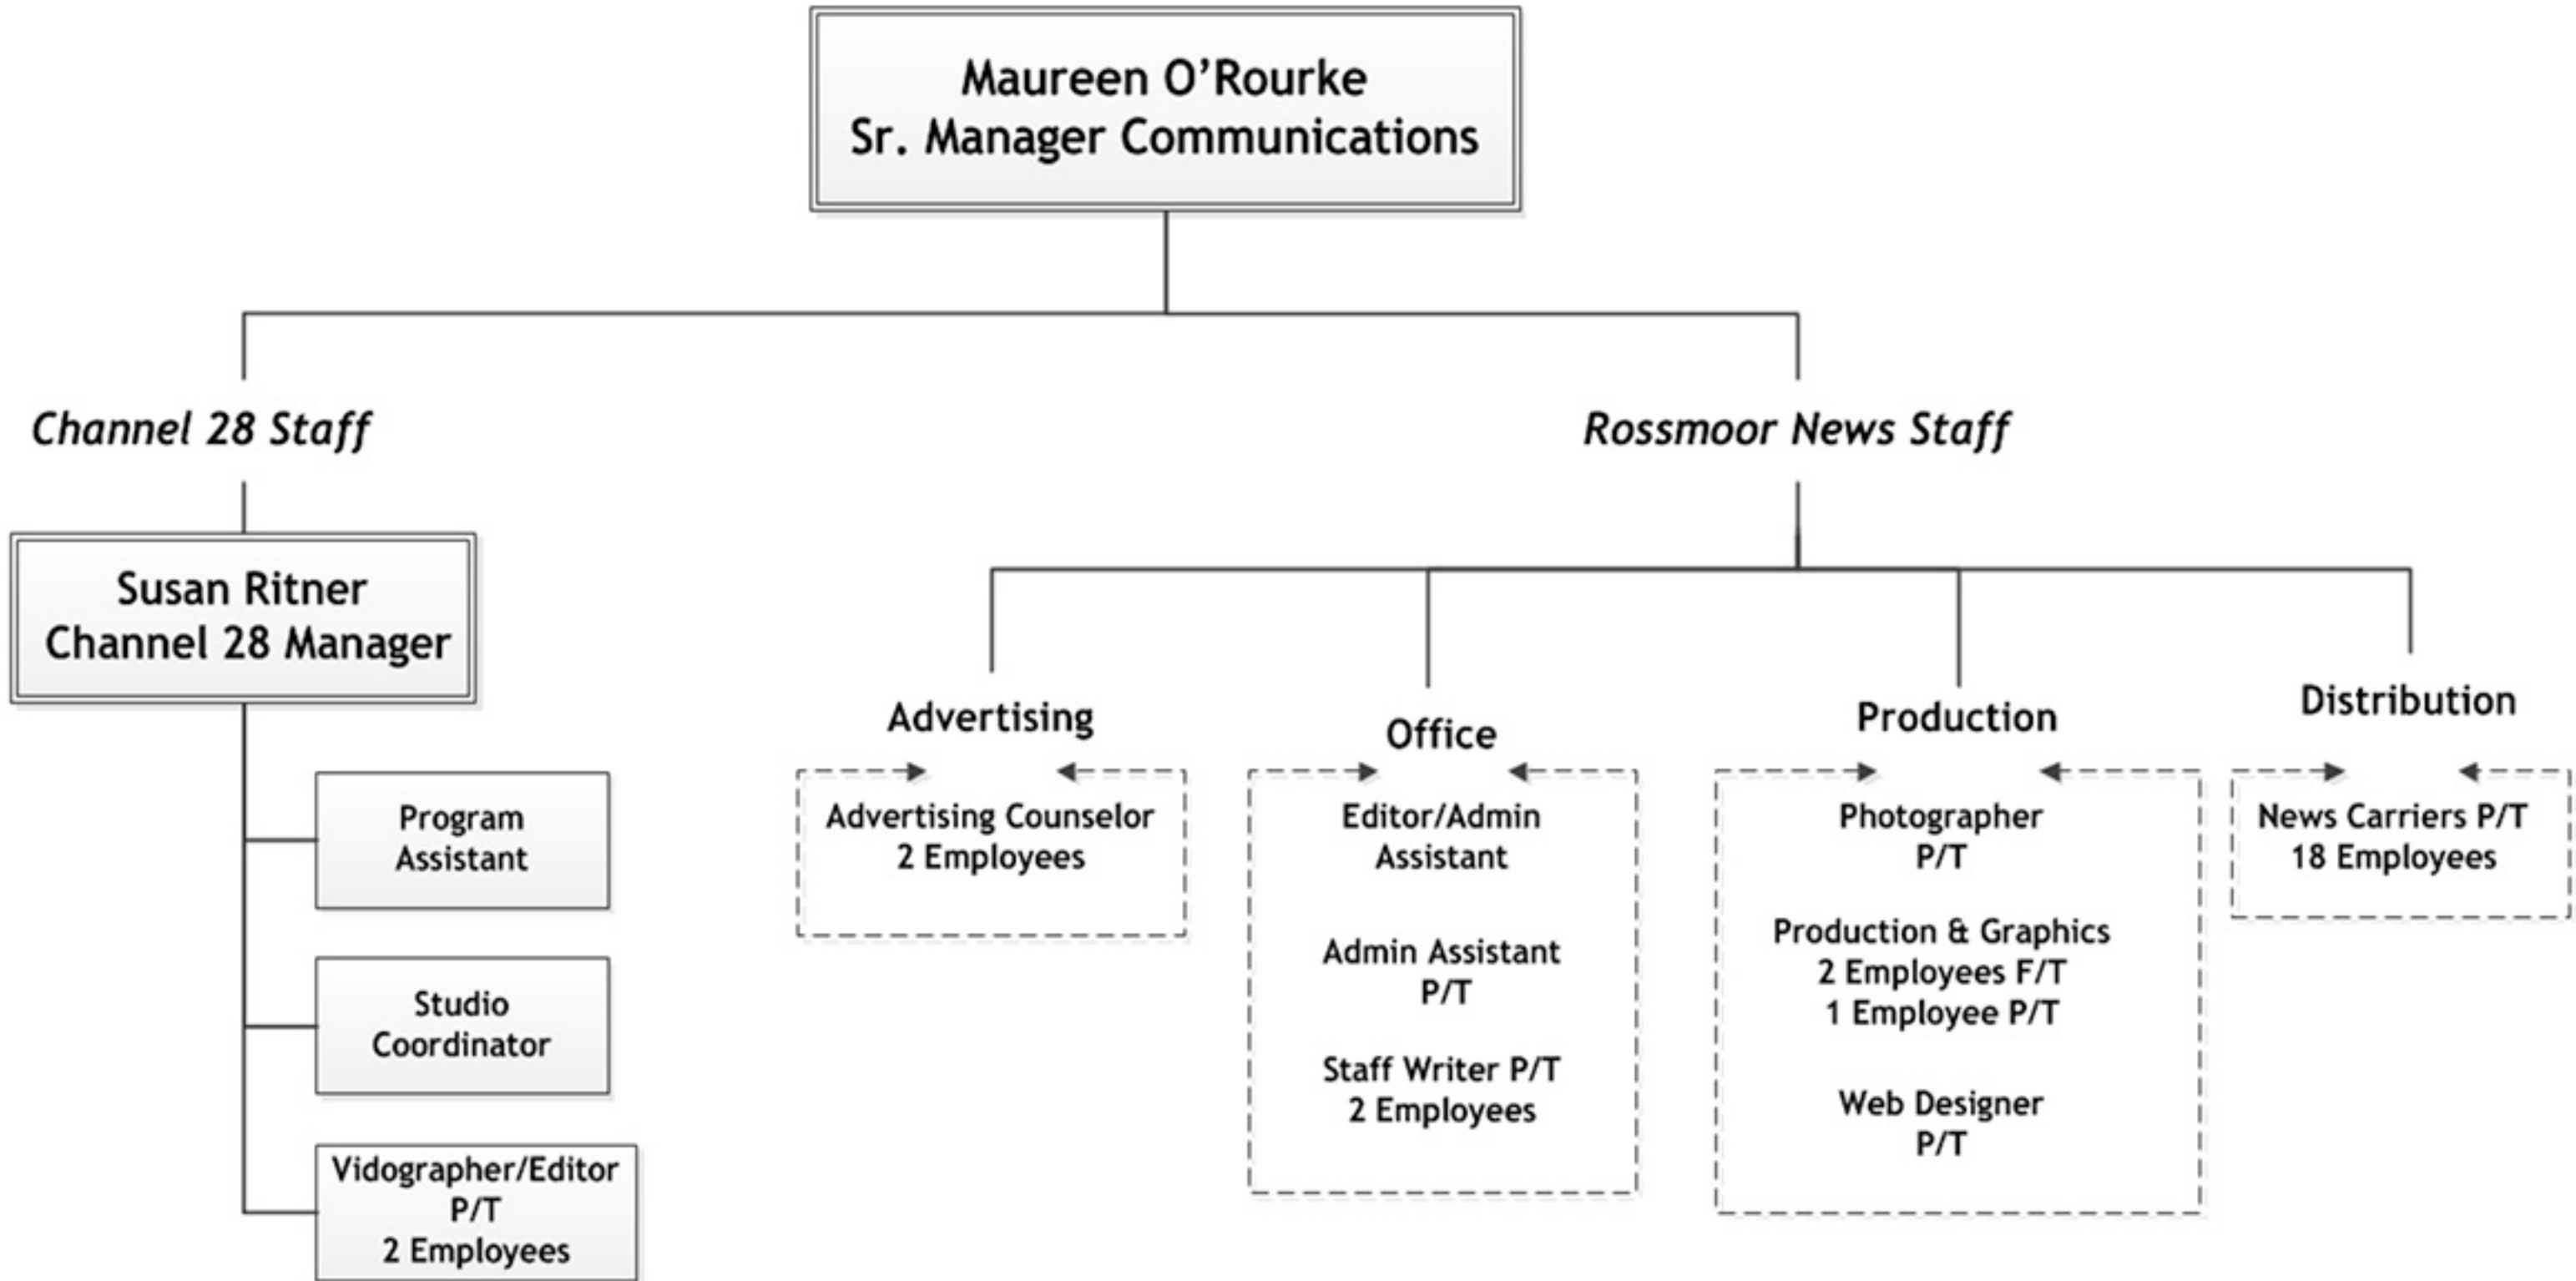 Maureen O’Rourke
Sr. Manager Communications
Channel 28 Staff
Rossmoor News Staff
Susan Ritner
Channel 28 Manager
Program
Assistant
Studio
Coordinator
Vidographer/Editor
P/T
2 Employees
Advertising
Advertising Counselor
2 Employees
Office
Editor/Admin
Assistant
Admin Assistant
P/T
Staff Writer P/T
2 Employees
Production
Photographer
P/T
Production & Graphics
2 Employees F/T
1 Employee P/T
Web Designer
P/T
Distribution
News Carriers P/T
18 Employees